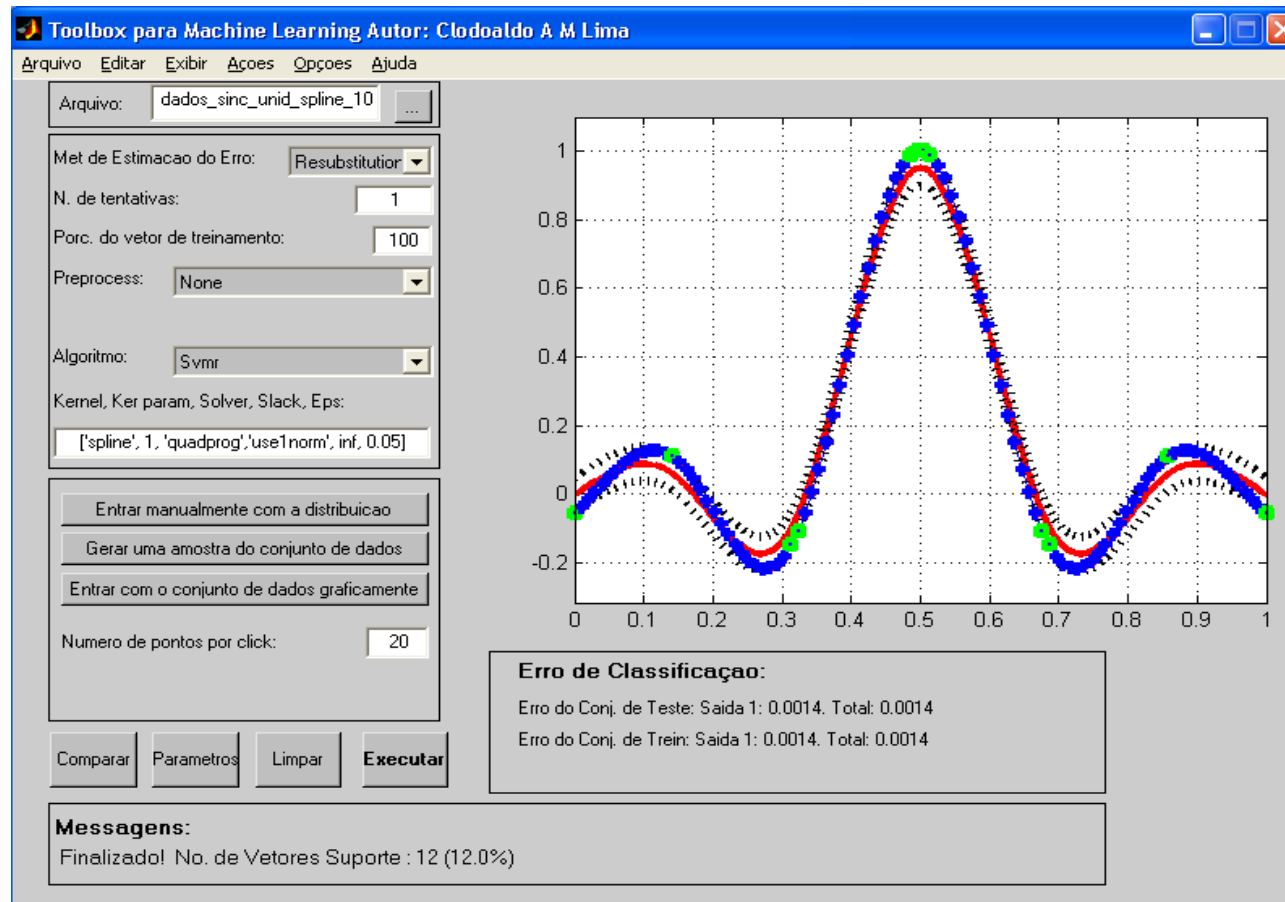 Toolbox para Machine Learning Autor: Clodoaldo A M Lima
Arquivo Editar Exibir Açoes Opçoes Ajuda
Arquivo: dados_sinc_unid_spline_10 ...
Met de Estimacao do Erro: Resubstitution
N. de tentativas: 1
Porc. do vetor de treinamento: 100
Preprocess: None
Algoritmo: Svmr
Kernel, Ker param, Solver, Slack, Eps:
['spline', 1, 'quadprog','use1norm', inf, 0.05]
Entrar manualmente com a distribuicao
Gerar uma amostra do conjunto de dados
Entrar com o conjunto de dados graficamente
Numero de pontos por click: 20
Comparar Parametros Limpar Executar
1
0.8
0.6
0.4
0.2
0
-0.2
0 0.1 0.2 0.3 0.4 0.5 0.6 0.7 0.8 0.9 1
Erro de Classificaçao:
Erro do Conj. de Teste: Saida 1: 0.0014. Total: 0.0014
Erro do Conj. de Trein: Saida 1: 0.0014. Total: 0.0014
Messagens:
Finalizado! No. de Vetores Suporte : 12 (12.0%)